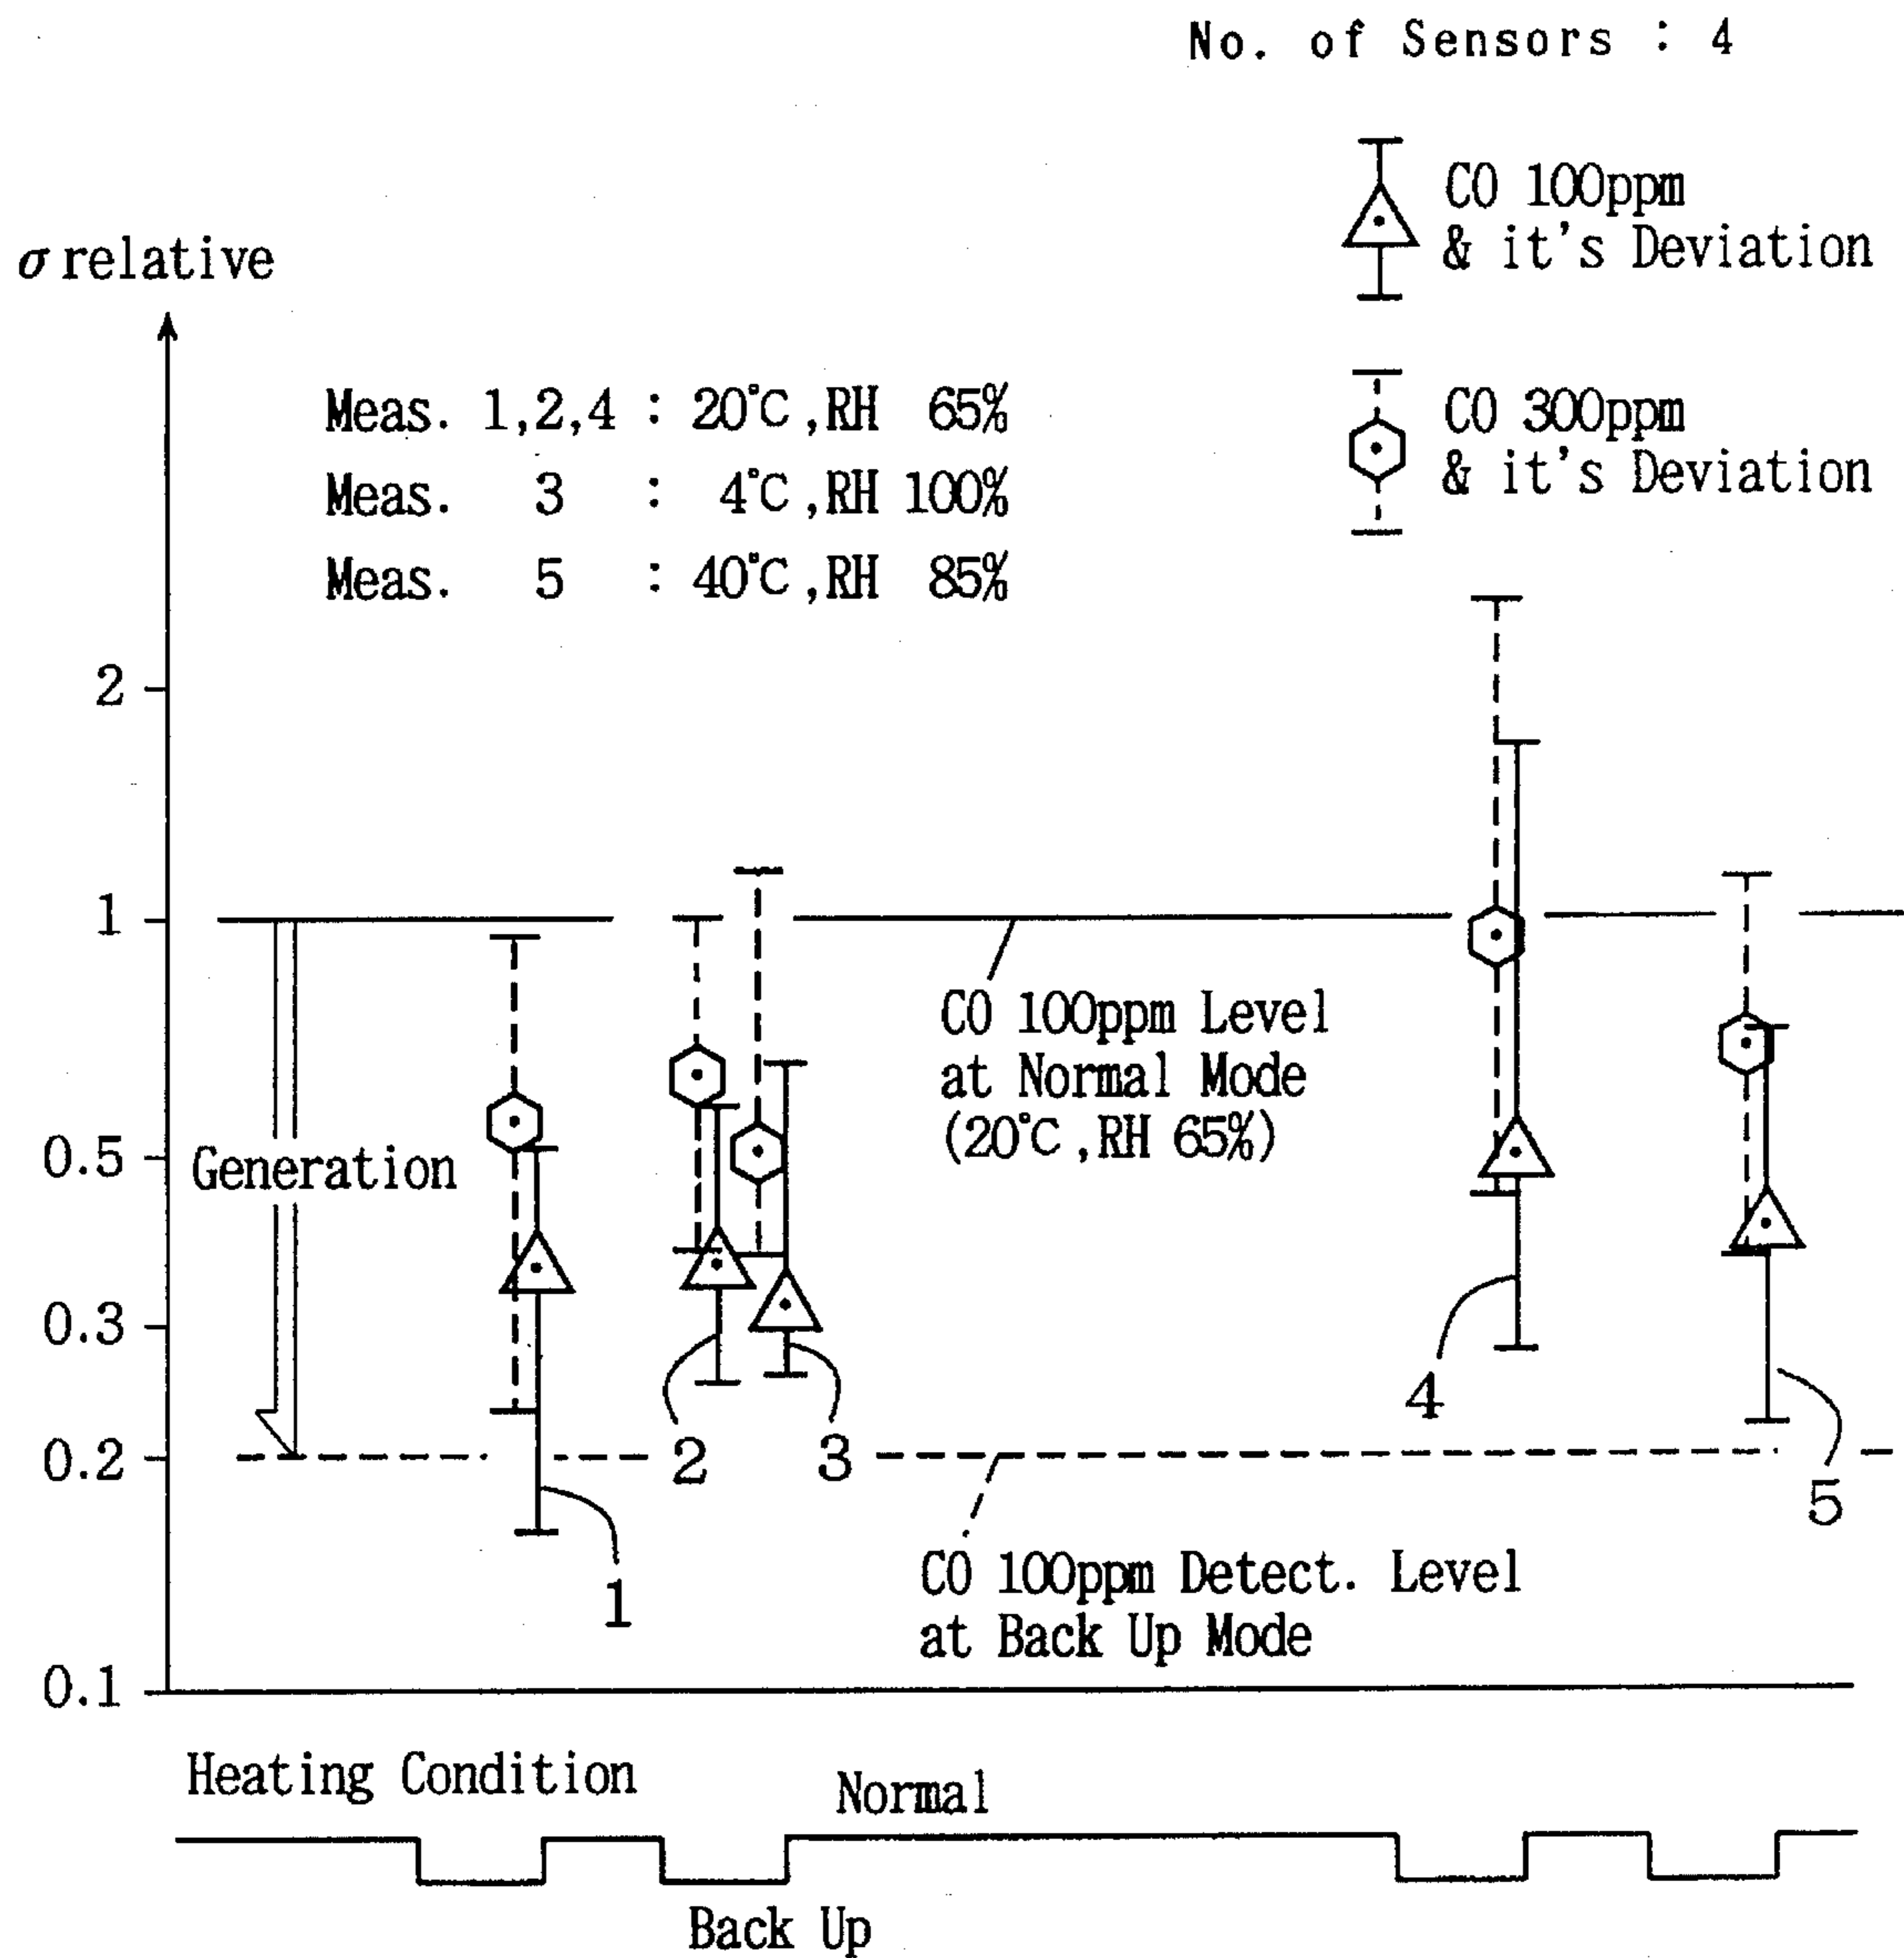 No. of Sensors : 4
CO 100ppm
& it's Deviation
σ relative
CO 300ppm
& it's Deviation
Meas. 1,2,4 : 20℃,RH 65%
Meas. 3 : 4℃,RH 100%
Meas. 5 : 40℃,RH 85%
2
1
CO 100ppm Level
at Normal Mode
(20℃,RH 65%)
0.5
Generation
0.3
4
0.2
2
3
5
CO 100ppm Detect. Level
at Back Up Mode
1
0.1
Heating Condition
Normal
Back Up